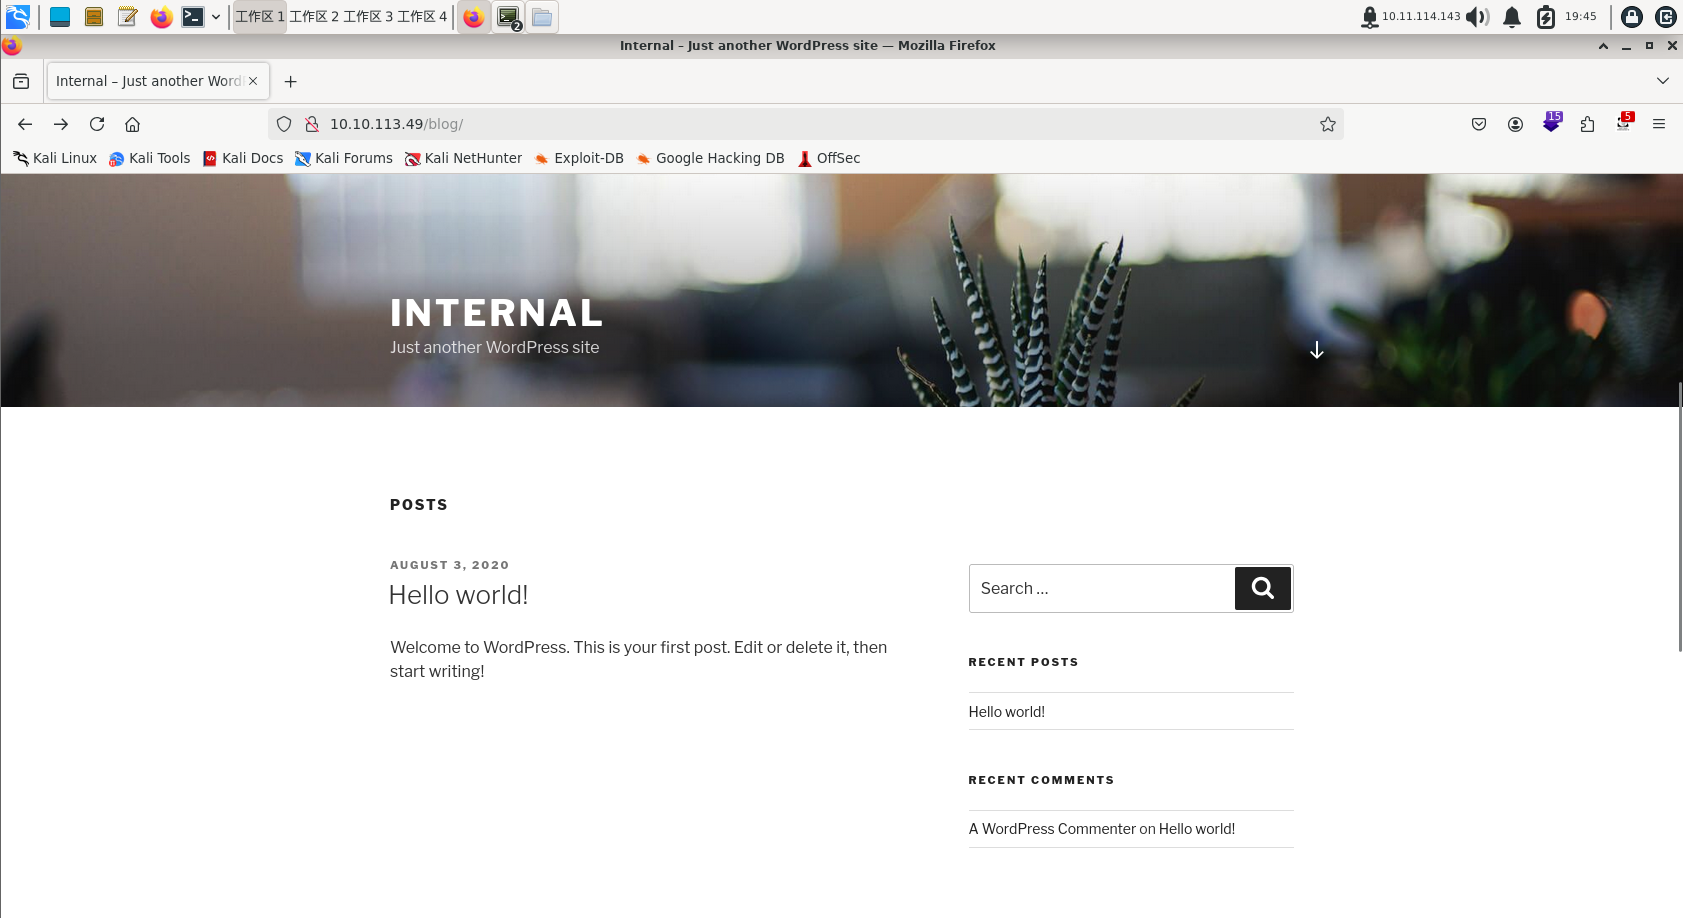 工作区 1 工作区 2 工作区 3 工作区 4
2
10.11.114.143
19:45
Internal – Just another WordPress site — Mozilla Firefox
Internal – Just another Word
10.10.113.49/blog/
15
5
Kali Linux Kali Tools Kali Docs Kali Forums Kali NetHunter Exploit-DB Google Hacking DB OffSec
INTERNAL
Just another WordPress site
POSTS
AUGUST 3, 2020
Hello world!
Welcome to WordPress. This is your first post. Edit or delete it, then
start writing!
Search …
RECENT POSTS
Hello world!
RECENT COMMENTS
A WordPress Commenter on Hello world!